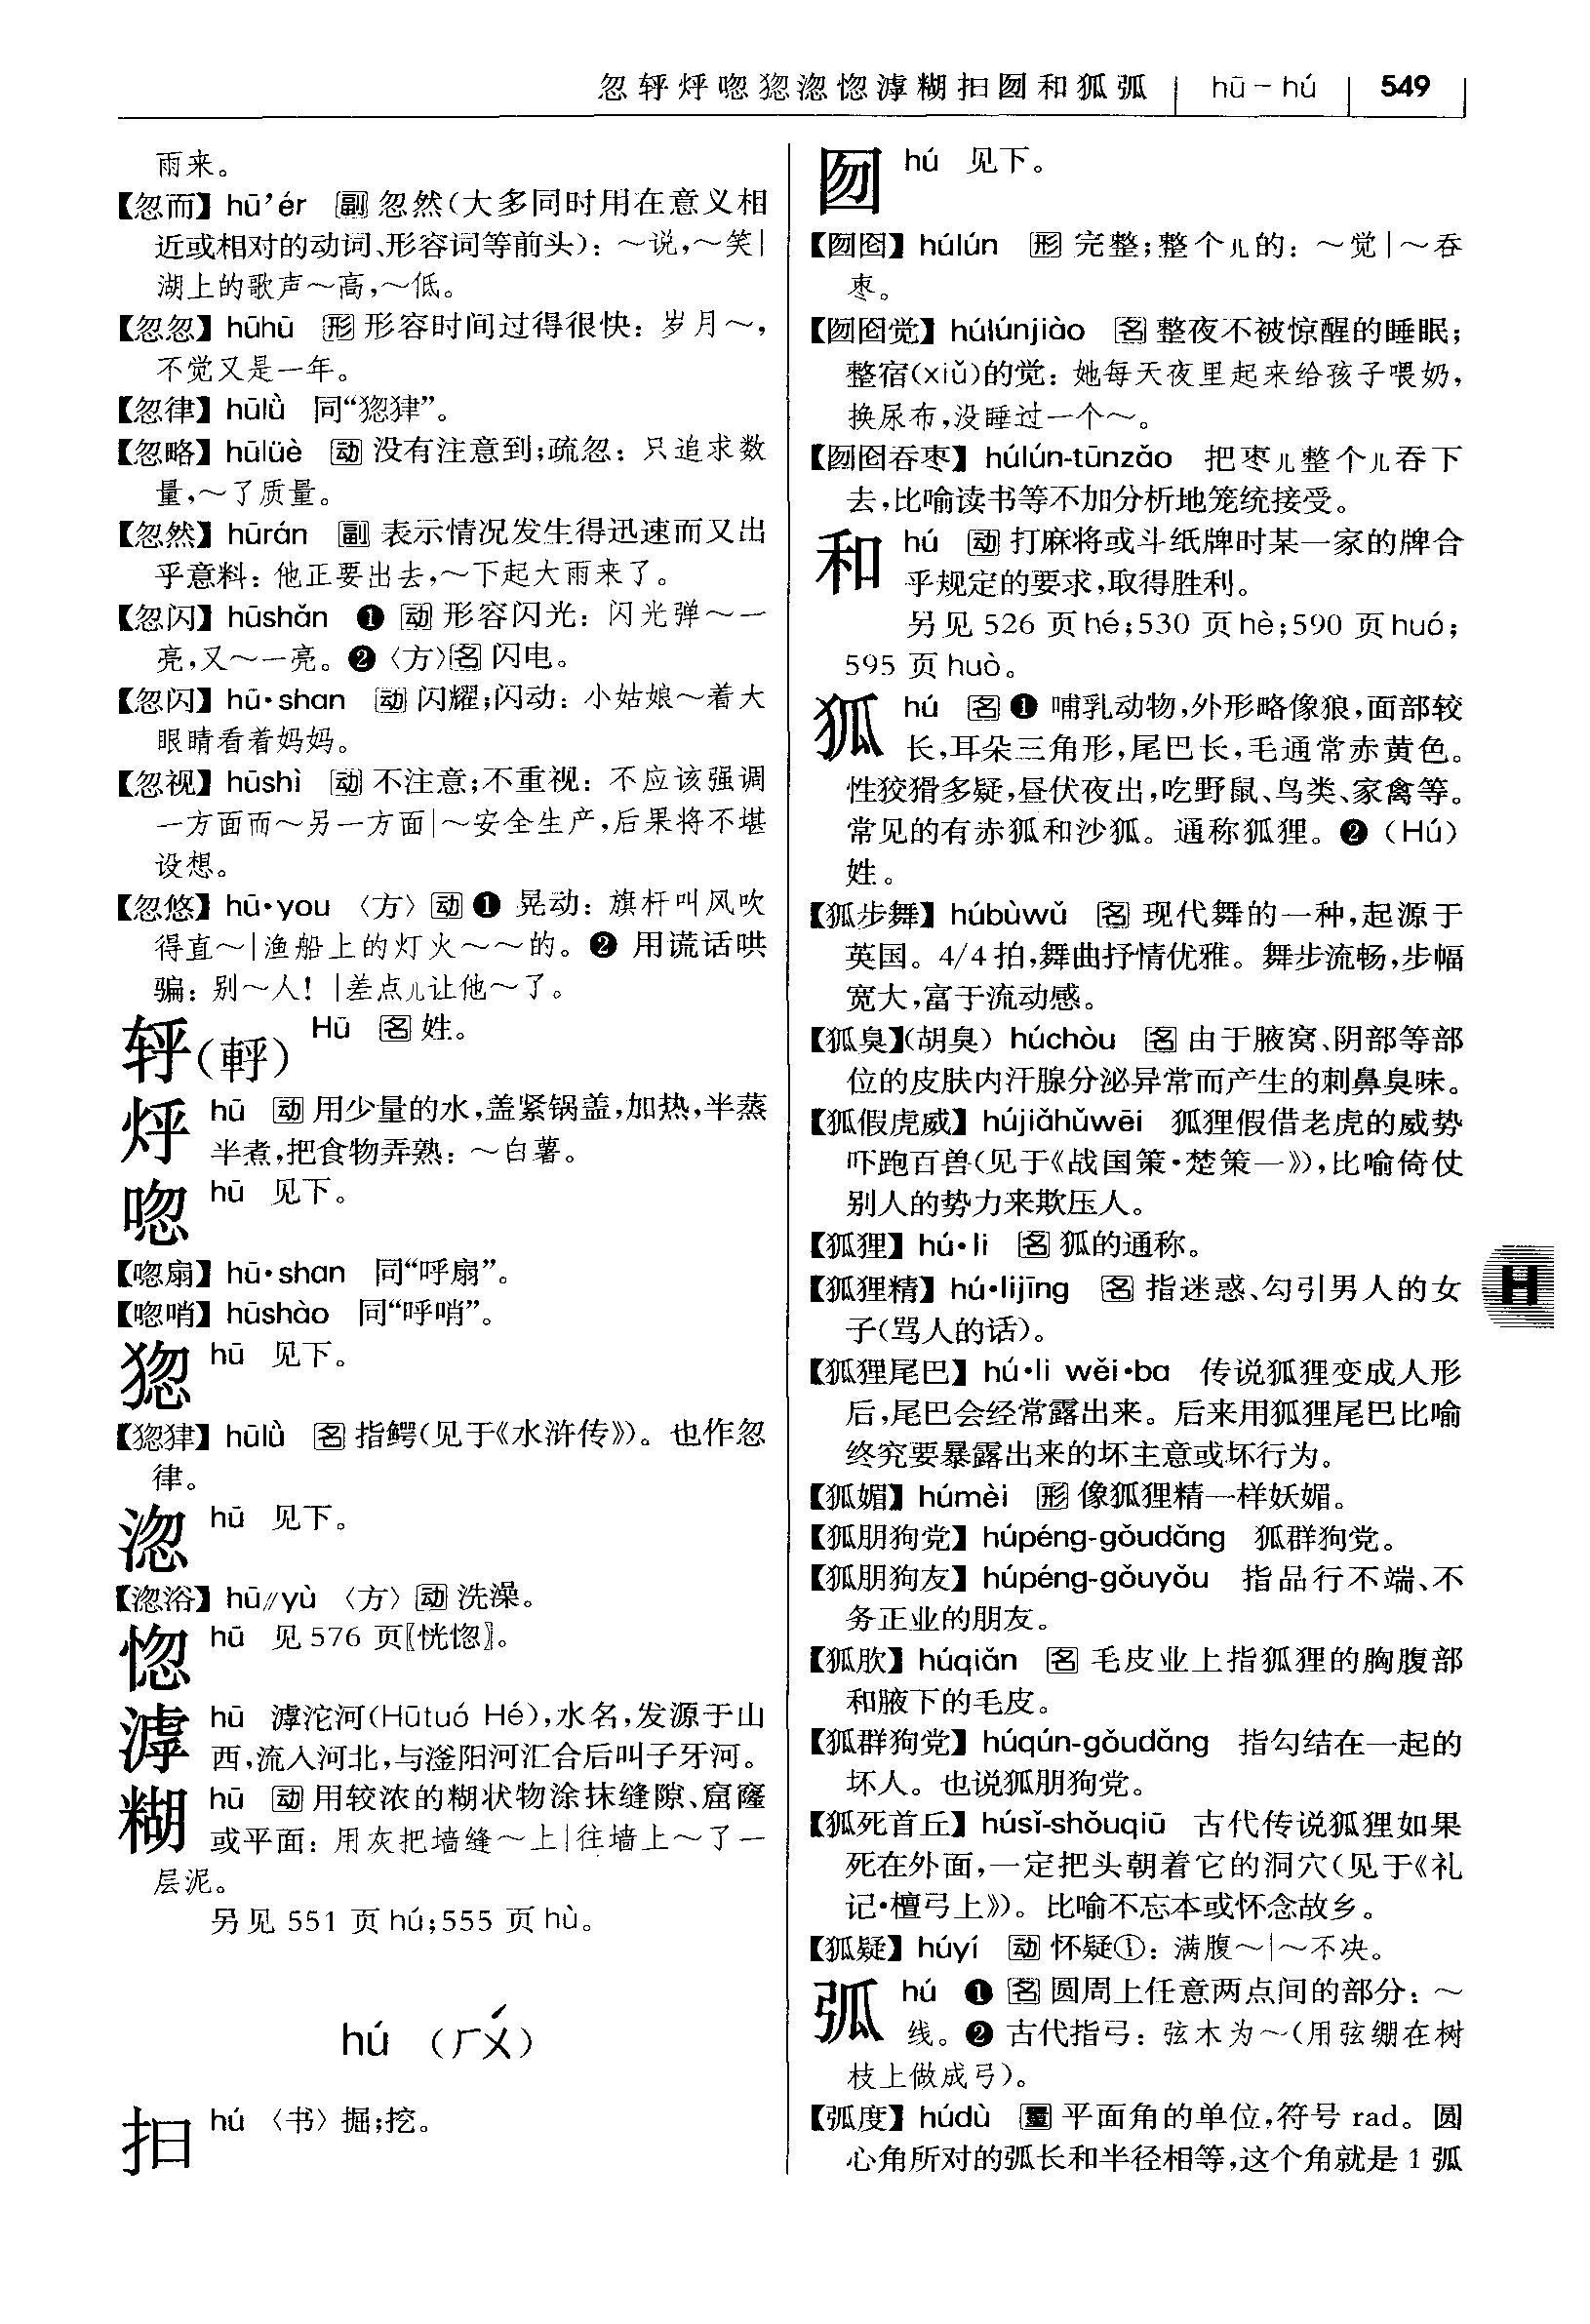 忽轷烀唿㺀淴惚滹糊抇囫和狐弧 hū－hú 549
雨来。
【忽而】hū’ér 副 忽然(大多同时用在意义相
近或相对的动词、形容词等前头)：～说,～笑|
湖上的歌声～高,～低。
【忽忽】hūhū 形 形容时间过得很快：岁月～,
不觉又是一年。
【忽律】hūlǜ 同“㺀㹑”。
【忽略】hūlüè 动 没有注意到;疏忽：只追求数
量,～了质量。
【忽然】hūrán 副 表示情况发生得迅速而又出
乎意料：他正要出去,～下起大雨来了。
【忽闪】hūshǎn ❶ 动 形容闪光：闪光弹～一
亮,又～一亮。❷〈方〉名 闪电。
【忽闪】hū·shan 动 闪耀;闪动：小姑娘～着大
眼睛看着妈妈。
【忽视】hūshì 动 不注意;不重视：不应该强调
一方面而～另一方面|～安全生产,后果将不堪
设想。
【忽悠】hū·you〈方〉动 ❶ 晃动：旗杆叫风吹
得直～|渔船上的灯火～～的。❷ 用谎话哄
骗：别～人！|差点儿让他～了。
轷(軤) Hū 名 姓。
烀 hū 动 用少量的水,盖紧锅盖,加热,半蒸
半煮,把食物弄熟：～白薯。
唿 hū 见下。
【唿扇】hū·shan 同“呼扇”。
【唿哨】hūshào 同“呼哨”。
㺀 hū 见下。
【㺀㹑】hūlǜ 名 指鳄(见于《水浒传》)。也作忽
律。
淴 hū 见下。
【淴浴】hū∥yù〈方〉动 洗澡。
惚 hū 见 576 页〖恍惚〗。
滹 hū 滹沱河(Hūtuó Hé),水名,发源于山
西,流入河北,与滏阳河汇合后叫子牙河。
糊 hū 动 用较浓的糊状物涂抹缝隙、窟窿
或平面：用灰把墙缝～上|往墙上～了一
层泥。
另见 551 页 hú;555 页 hù。
hú (ㄏㄨˊ)
抇 hú〈书〉掘;挖。
囫 hú 见下。
【囫囵】húlún 形 完整;整个儿的：～觉|～吞
枣。
【囫囵觉】húlúnjiào 名 整夜不被惊醒的睡眠;
整宿(xiǔ)的觉：她每天夜里起来给孩子喂奶,
换尿布,没睡过一个～。
【囫囵吞枣】húlún-tūnzǎo 把枣儿整个儿吞下
去,比喻读书等不加分析地笼统接受。
和 hú 动 打麻将或斗纸牌时某一家的牌合
乎规定的要求,取得胜利。
另见 526 页 hé;530 页 hè;590 页 huó;
595 页 huò。
狐 hú 名 ❶ 哺乳动物,外形略像狼,面部较
长,耳朵三角形,尾巴长,毛通常赤黄色。
性狡猾多疑,昼伏夜出,吃野鼠、鸟类、家禽等。
常见的有赤狐和沙狐。通称狐狸。❷（Hú）
姓。
【狐步舞】húbùwǔ 名 现代舞的一种,起源于
英国。4/4 拍,舞曲抒情优雅。舞步流畅,步幅
宽大,富于流动感。
【狐臭】(胡臭) húchòu 名 由于腋窝、阴部等部
位的皮肤内汗腺分泌异常而产生的刺鼻臭味。
【狐假虎威】hújiǎhǔwēi 狐狸假借老虎的威势
吓跑百兽(见于《战国策·楚策一》),比喻倚仗
别人的势力来欺压人。
【狐狸】hú·li 名 狐的通称。
【狐狸精】hú·lijīng 名 指迷惑、勾引男人的女
子(骂人的话)。
H
【狐狸尾巴】hú·li wěi·ba 传说狐狸变成人形
后,尾巴会经常露出来。后来用狐狸尾巴比喻
终究要暴露出来的坏主意或坏行为。
【狐媚】húmèi 形 像狐狸精一样妖媚。
【狐朋狗党】húpéng-gǒudǎng 狐群狗党。
【狐朋狗友】húpéng-gǒuyǒu 指品行不端、不
务正业的朋友。
【狐肷】húqiǎn 名 毛皮业上指狐狸的胸腹部
和腋下的毛皮。
【狐群狗党】húqún-gǒudǎng 指勾结在一起的
坏人。也说狐朋狗党。
【狐死首丘】húsǐ-shǒuqiū 古代传说狐狸如果
死在外面,一定把头朝着它的洞穴(见于《礼
记·檀弓上》)。比喻不忘本或怀念故乡。
【狐疑】húyí 动 怀疑①：满腹～|～不决。
弧 hú ❶ 名 圆周上任意两点间的部分：～
线。❷ 古代指弓：弦木为～(用弦绷在树
枝上做成弓)。
【弧度】húdù 量 平面角的单位,符号 rad。圆
心角所对的弧长和半径相等,这个角就是 1 弧